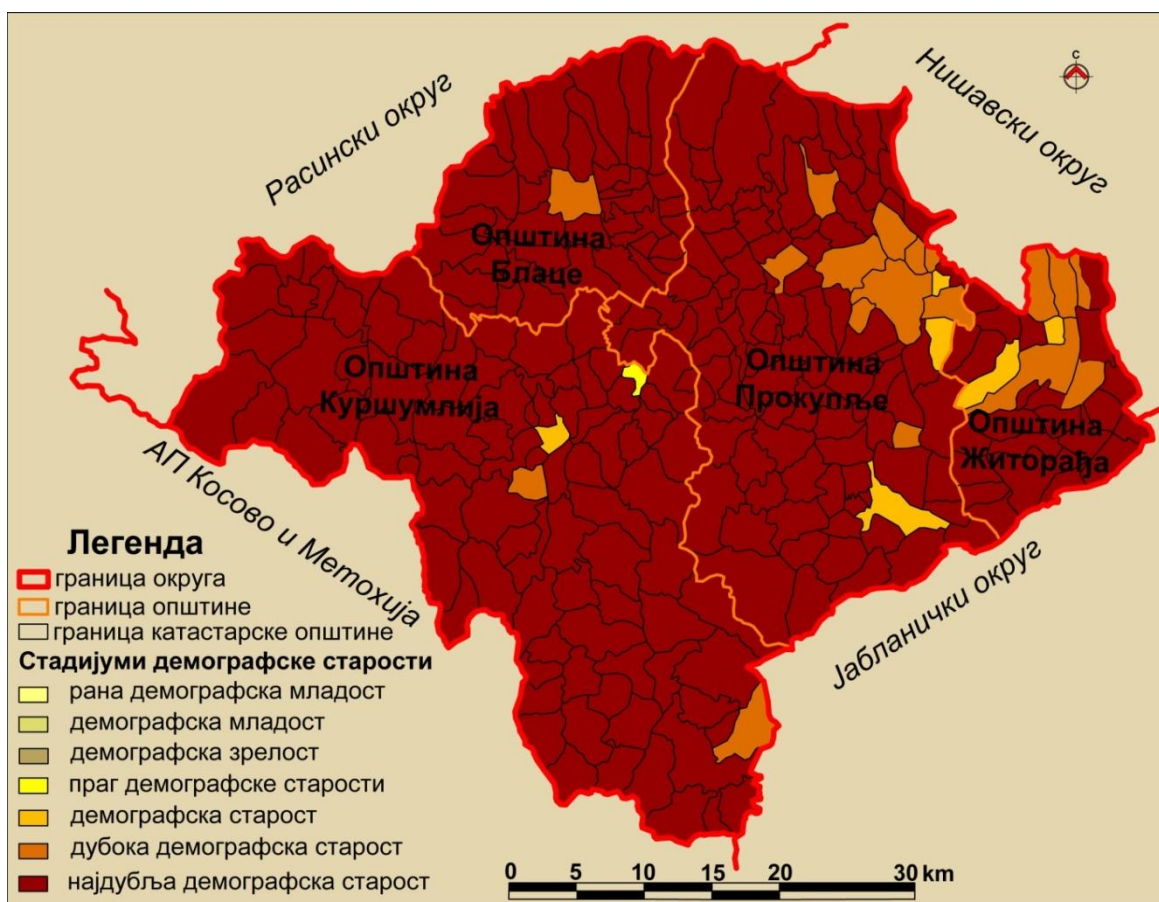 с
Расински округ
Нишавски округ
Општина
Блаце
Општина
Куршумлија
Општина
Прокупље
Општина
Житорађа
АП Косово и Метохија
Јабланички округ
Легенда
граница округа
граница општине
граница катастарске општине
Стадијуми демографске старости
рана демографска младост
демографска младост
демографска зрелост
праг демографске старости
демографска старост
дубока демографска старост
најдубља демографска старост
0 5 10 15 20 30 km